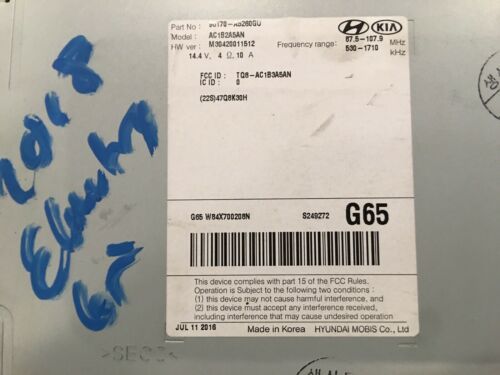 Part No : 96170-A5260GU
Model : AC1B2A5AN
HW ver : M30420011512
14.4 V, 4 Ω, 10 A
HYUNDAI KIA
Frequency range: 87.5-107.9 MHz
530-1710 kHz
FCC ID : TQ8-AC1B3A5AN
IC ID : 0
(22S)47Q8K30H
G65 W84X700208N
S249272
G65
This device complies with part 15 of the FCC Rules.
Operation is Subject to the following two conditions:
(1) this device may not cause harmful interference, and
(2) this device must accept any interference received,
including interference that may cause undesired operation
JUL 11 2016
Made in Korea HYUNDAI MOBIS Co., Ltd
2018